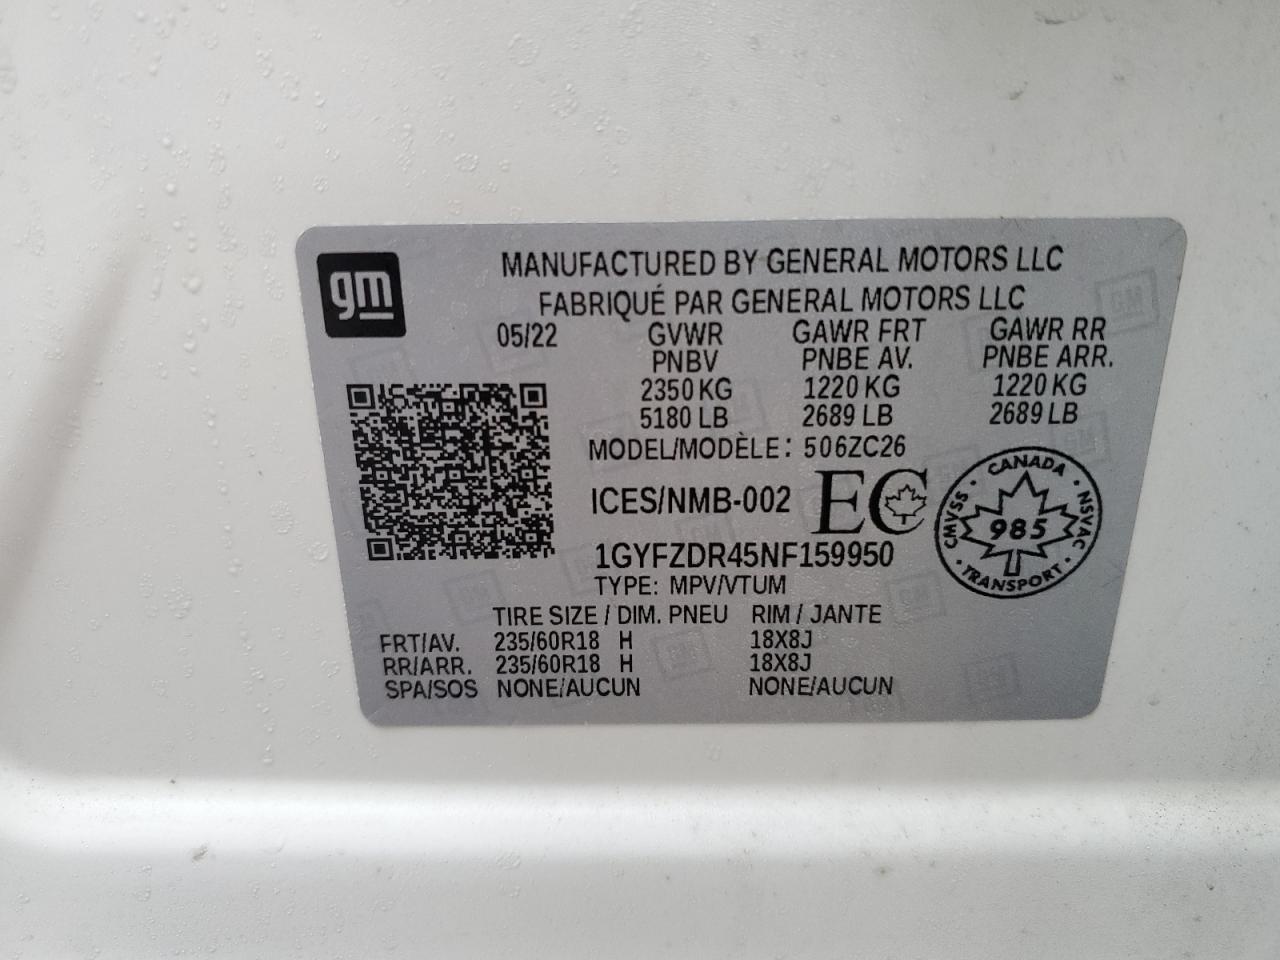 gm
MANUFACTURED BY GENERAL MOTORS LLC
FABRIQUÉ PAR GENERAL MOTORS LLC
05/22 GVWR GAWR FRT GAWR RR
PNBV PNBE AV. PNBE ARR.
2350 KG 1220 KG 1220 KG
5180 LB 2689 LB 2689 LB
MODEL/MODÈLE: 506ZC26
ICES/NMB-002 EC
CANADA
CMVSS · 985 · NSVAC
· TRANSPORT ·
1GYFZDR45NF159950
TYPE: MPV/VTUM
TIRE SIZE / DIM. PNEU RIM / JANTE
FRT/AV. 235/60R18 H 18X8J
RR/ARR. 235/60R18 H 18X8J
SPA/SOS NONE/AUCUN NONE/AUCUN